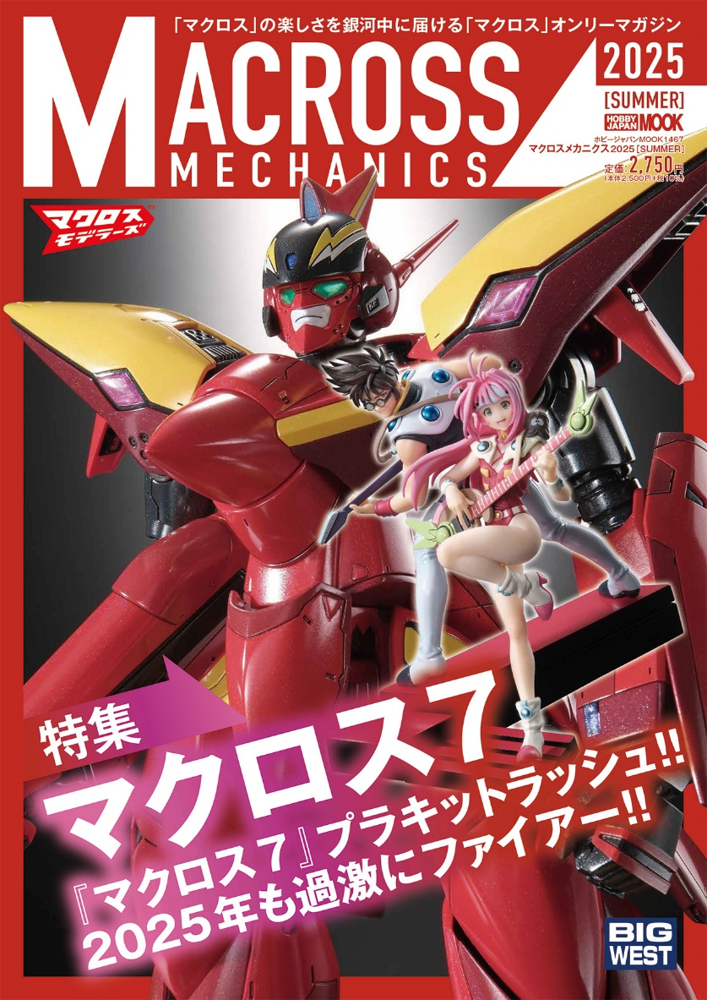 「マクロス」の楽しさを銀河中に届ける「マクロス」オンリーマガジン
MACROSS
MECHANICS
2025
[SUMMER]
HOBBY JAPAN MOOK
ホビージャパンMOOK1467
マクロスメカニクス2025[SUMMER]
定価:2,750円
(本体2,500円+税10%)
マクロス
モデラーズ™
特集
マクロス7
『マクロス7』プラキットラッシュ!!
2025年も過激にファイアー!!
BIG
WEST